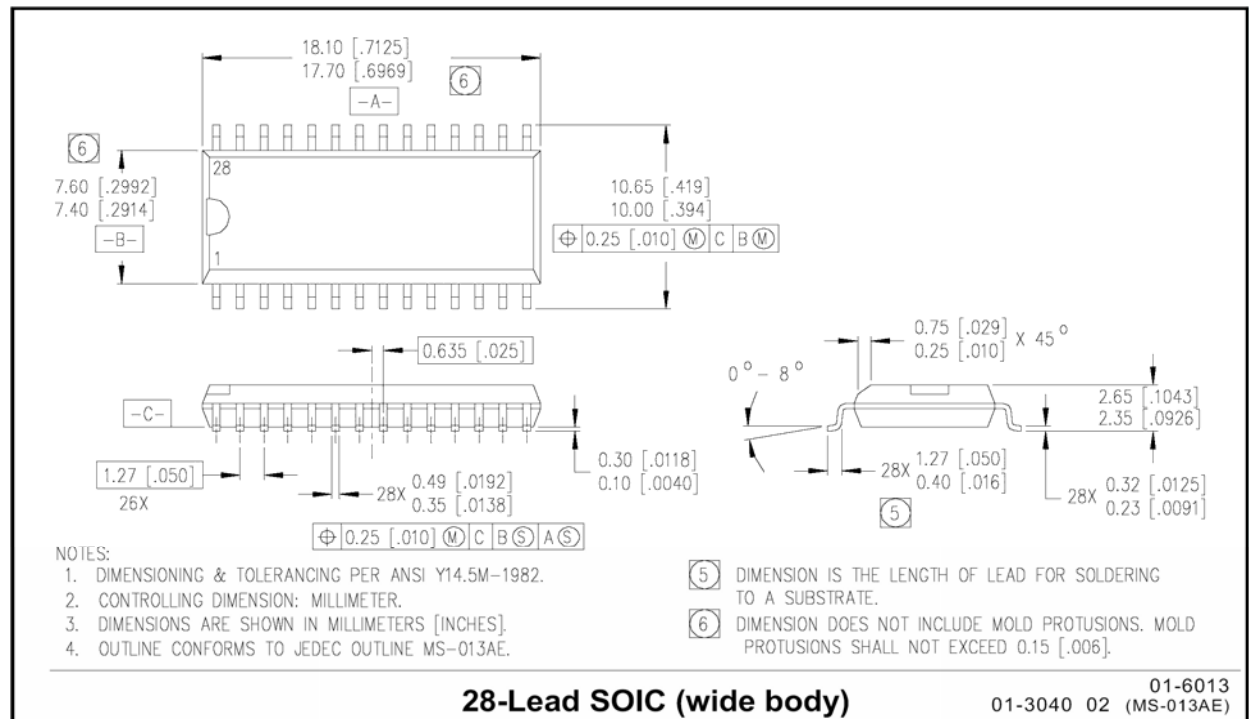 18.10 [.7125]
17.70 [.6969]
6
-A-
6
28
7.60 [.2992]
7.40 [.2914]
-B-
1
10.65 [.419]
10.00 [.394]
⌖ 0.25 [.010] Ⓜ C B Ⓜ
0.635 [.025]
0.75 [.029]
0.25 [.010] X 45°
0° - 8°
-C-
2.65 [.1043]
2.35 [.0926]
1.27 [.050]
26X
28X 0.49 [.0192]
0.35 [.0138]
0.30 [.0118]
0.10 [.0040]
28X 1.27 [.050]
0.40 [.016]
5
28X 0.32 [.0125]
0.23 [.0091]
⌖ 0.25 [.010] Ⓜ C B Ⓢ A Ⓢ
NOTES:
1. DIMENSIONING & TOLERANCING PER ANSI Y14.5M-1982.
2. CONTROLLING DIMENSION: MILLIMETER.
3. DIMENSIONS ARE SHOWN IN MILLIMETERS [INCHES].
4. OUTLINE CONFORMS TO JEDEC OUTLINE MS-013AE.
5 DIMENSION IS THE LENGTH OF LEAD FOR SOLDERING
TO A SUBSTRATE.
6 DIMENSION DOES NOT INCLUDE MOLD PROTUSIONS. MOLD
PROTUSIONS SHALL NOT EXCEED 0.15 [.006].
28-Lead SOIC (wide body)
01-6013
01-3040 02 (MS-013AE)